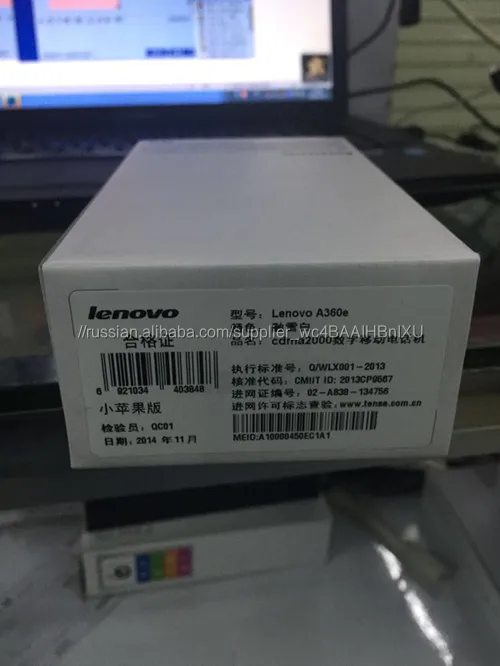 lenovo
合格证
6 921034 403848
小苹果版
检验员: QC01
日期: 2014 年 11月
型号: Lenovo A360e
//russian.alibaba.com/supplier_wc4BAAIHBnIXU
品名: cdma2000数字移动电话机
执行标准号: Q/WLX001-2013
核准代码: CMIIT ID: 2013CP9567
进网证编号: 02-A838-134756
进网许可标志查验: www.tenaa.com.cn
MEID:A10000450EC1A1